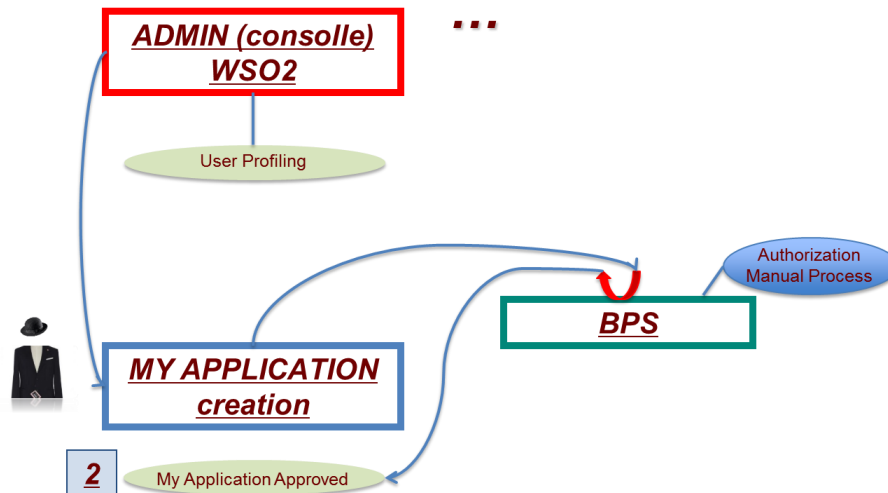 ...
ADMIN (consolle)
WSO2
User Profiling
Authorization
Manual Process
BPS
MY APPLICATION
creation
2
My Application Approved